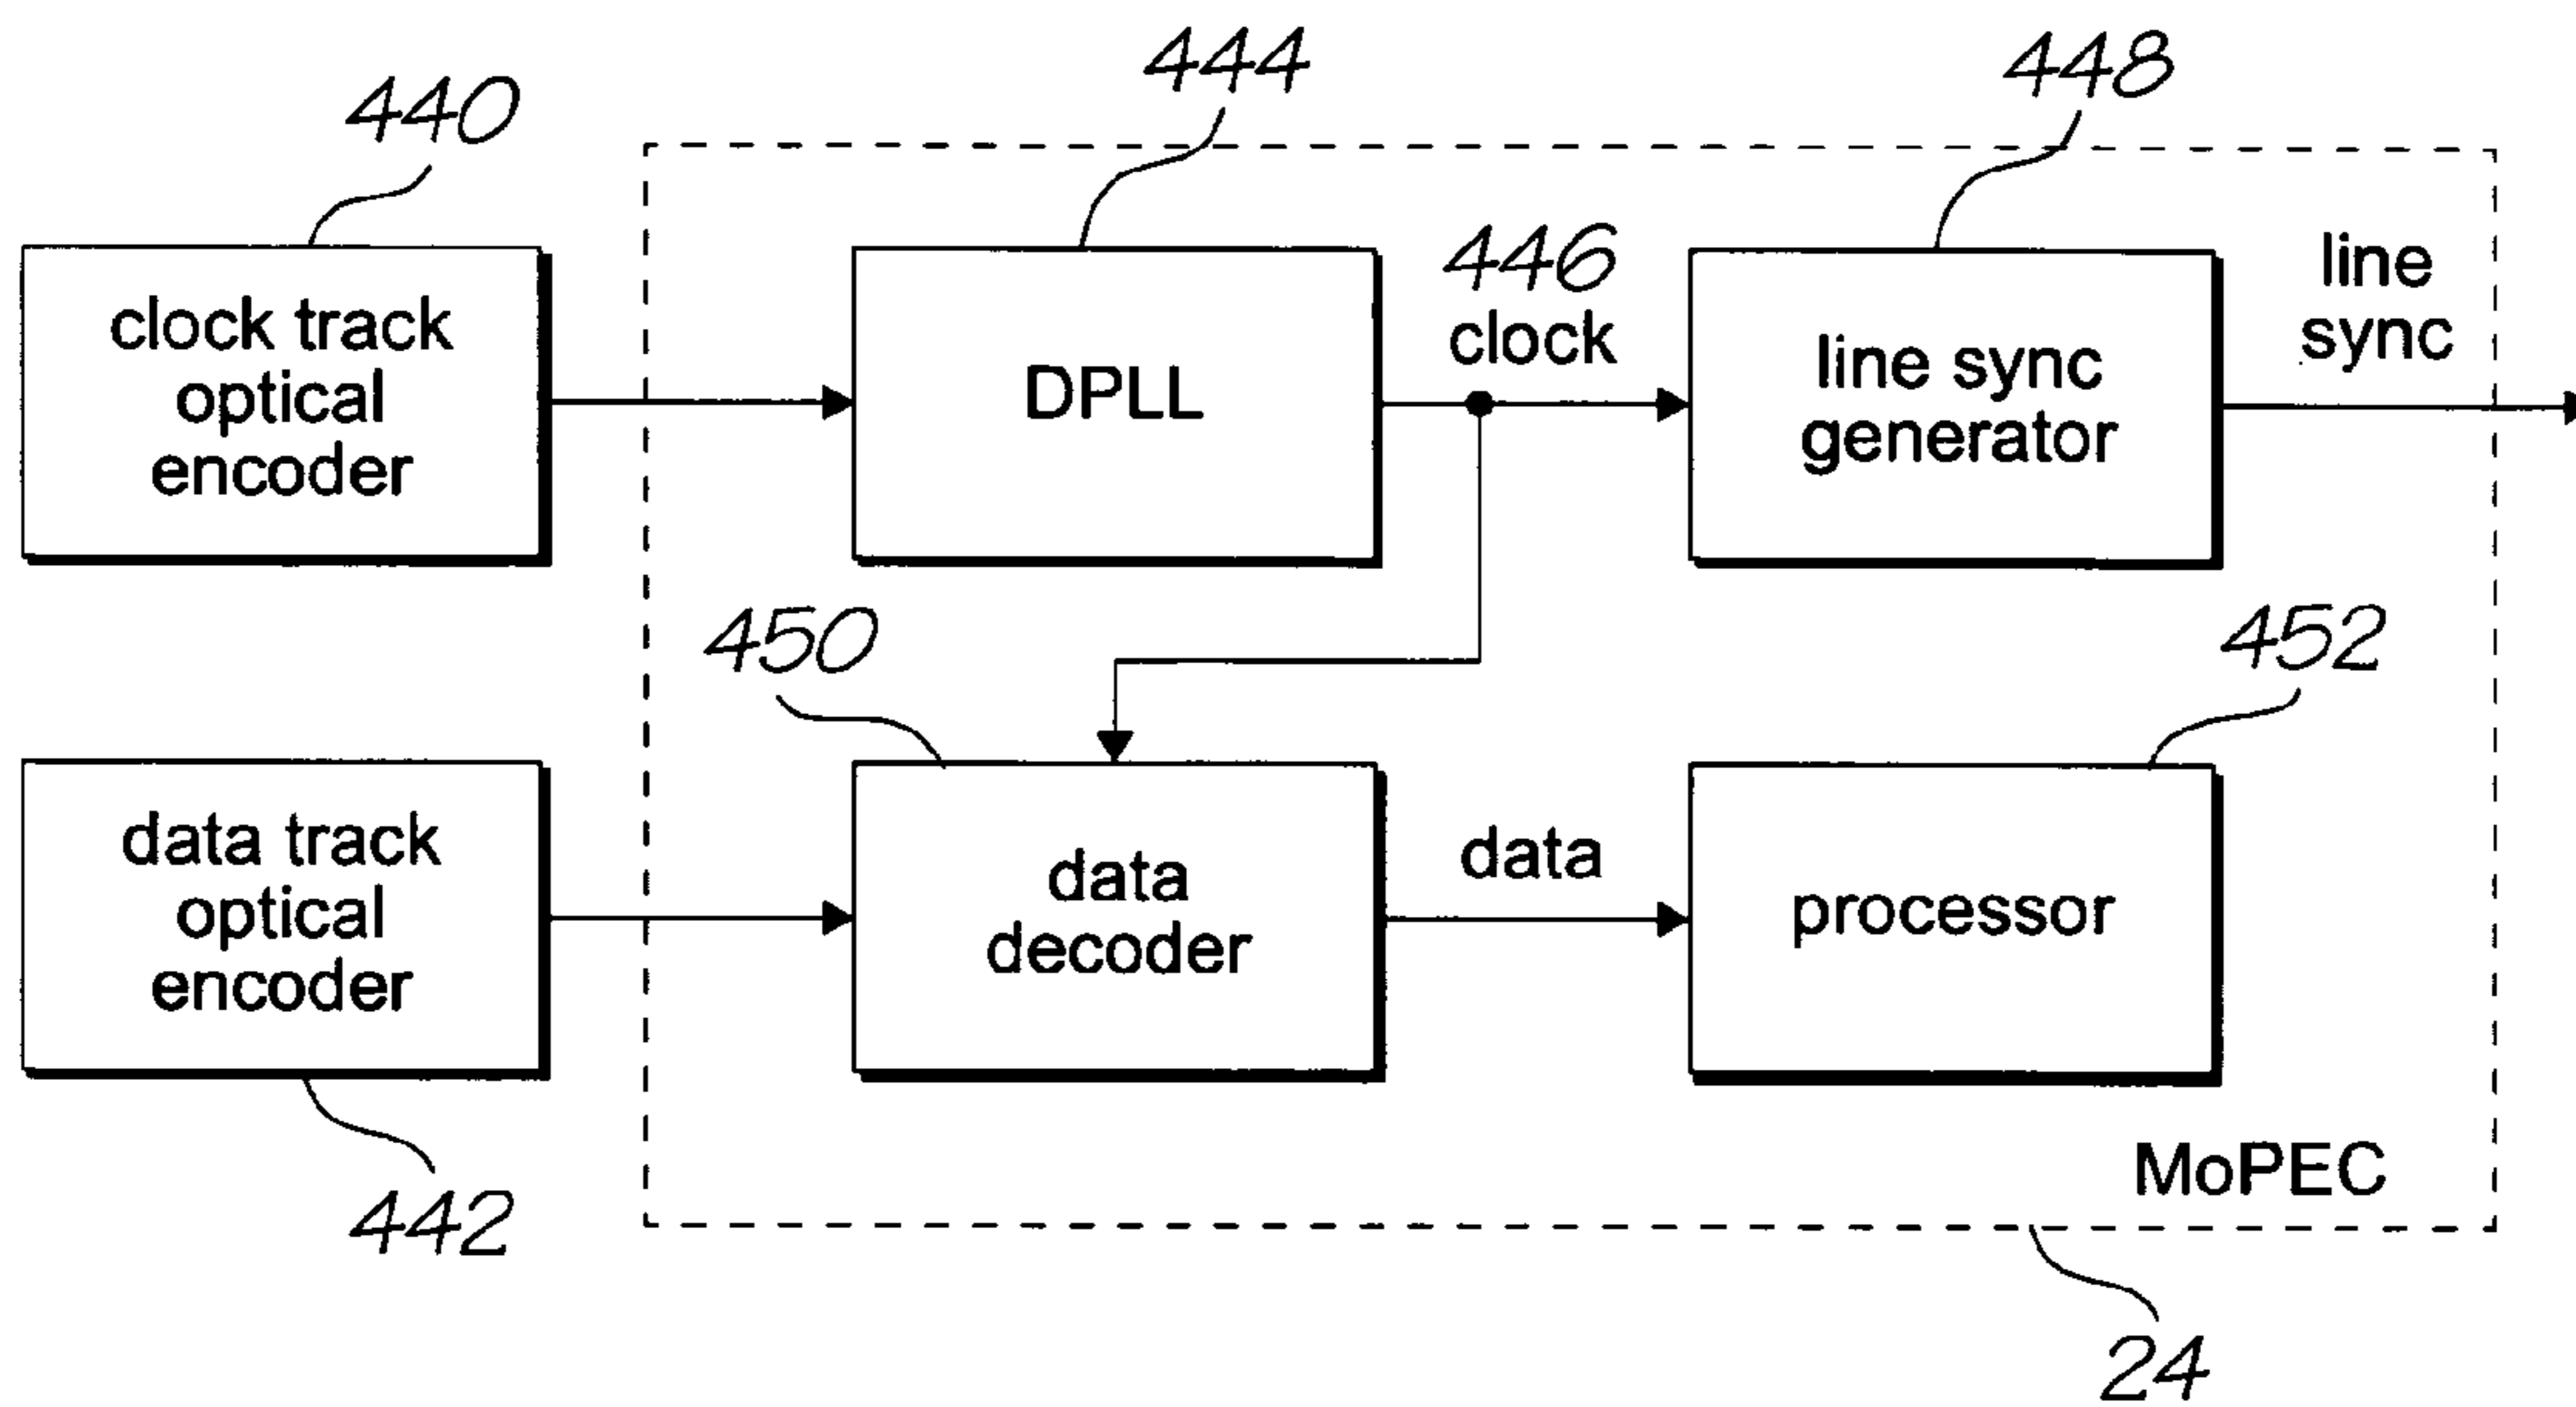 440
444
448
clock track
optical
encoder
DPLL
446
clock
line sync
generator
line
sync
450
452
data track
optical
encoder
data
decoder
data
processor
442
MoPEC
24